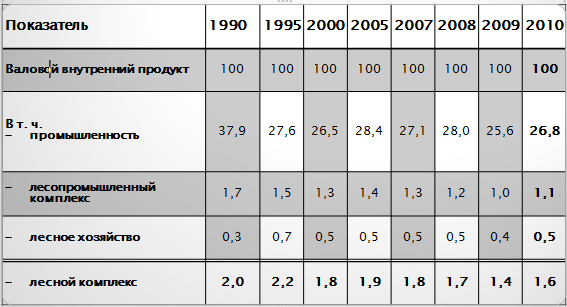 Показатель 1990 1995 2000 2005 2007 2008 2009 2010
Валовой внутренний продукт 100 100 100 100 100 100 100 100
В т. ч.
– промышленность 37,9 27,6 26,5 28,4 27,1 28,0 25,6 26,8
– лесопромышленный
комплекс 1,7 1,5 1,3 1,4 1,3 1,2 1,0 1,1
– лесное хозяйство 0,3 0,7 0,5 0,5 0,5 0,5 0,4 0,5
– лесной комплекс 2,0 2,2 1,8 1,9 1,8 1,7 1,4 1,6